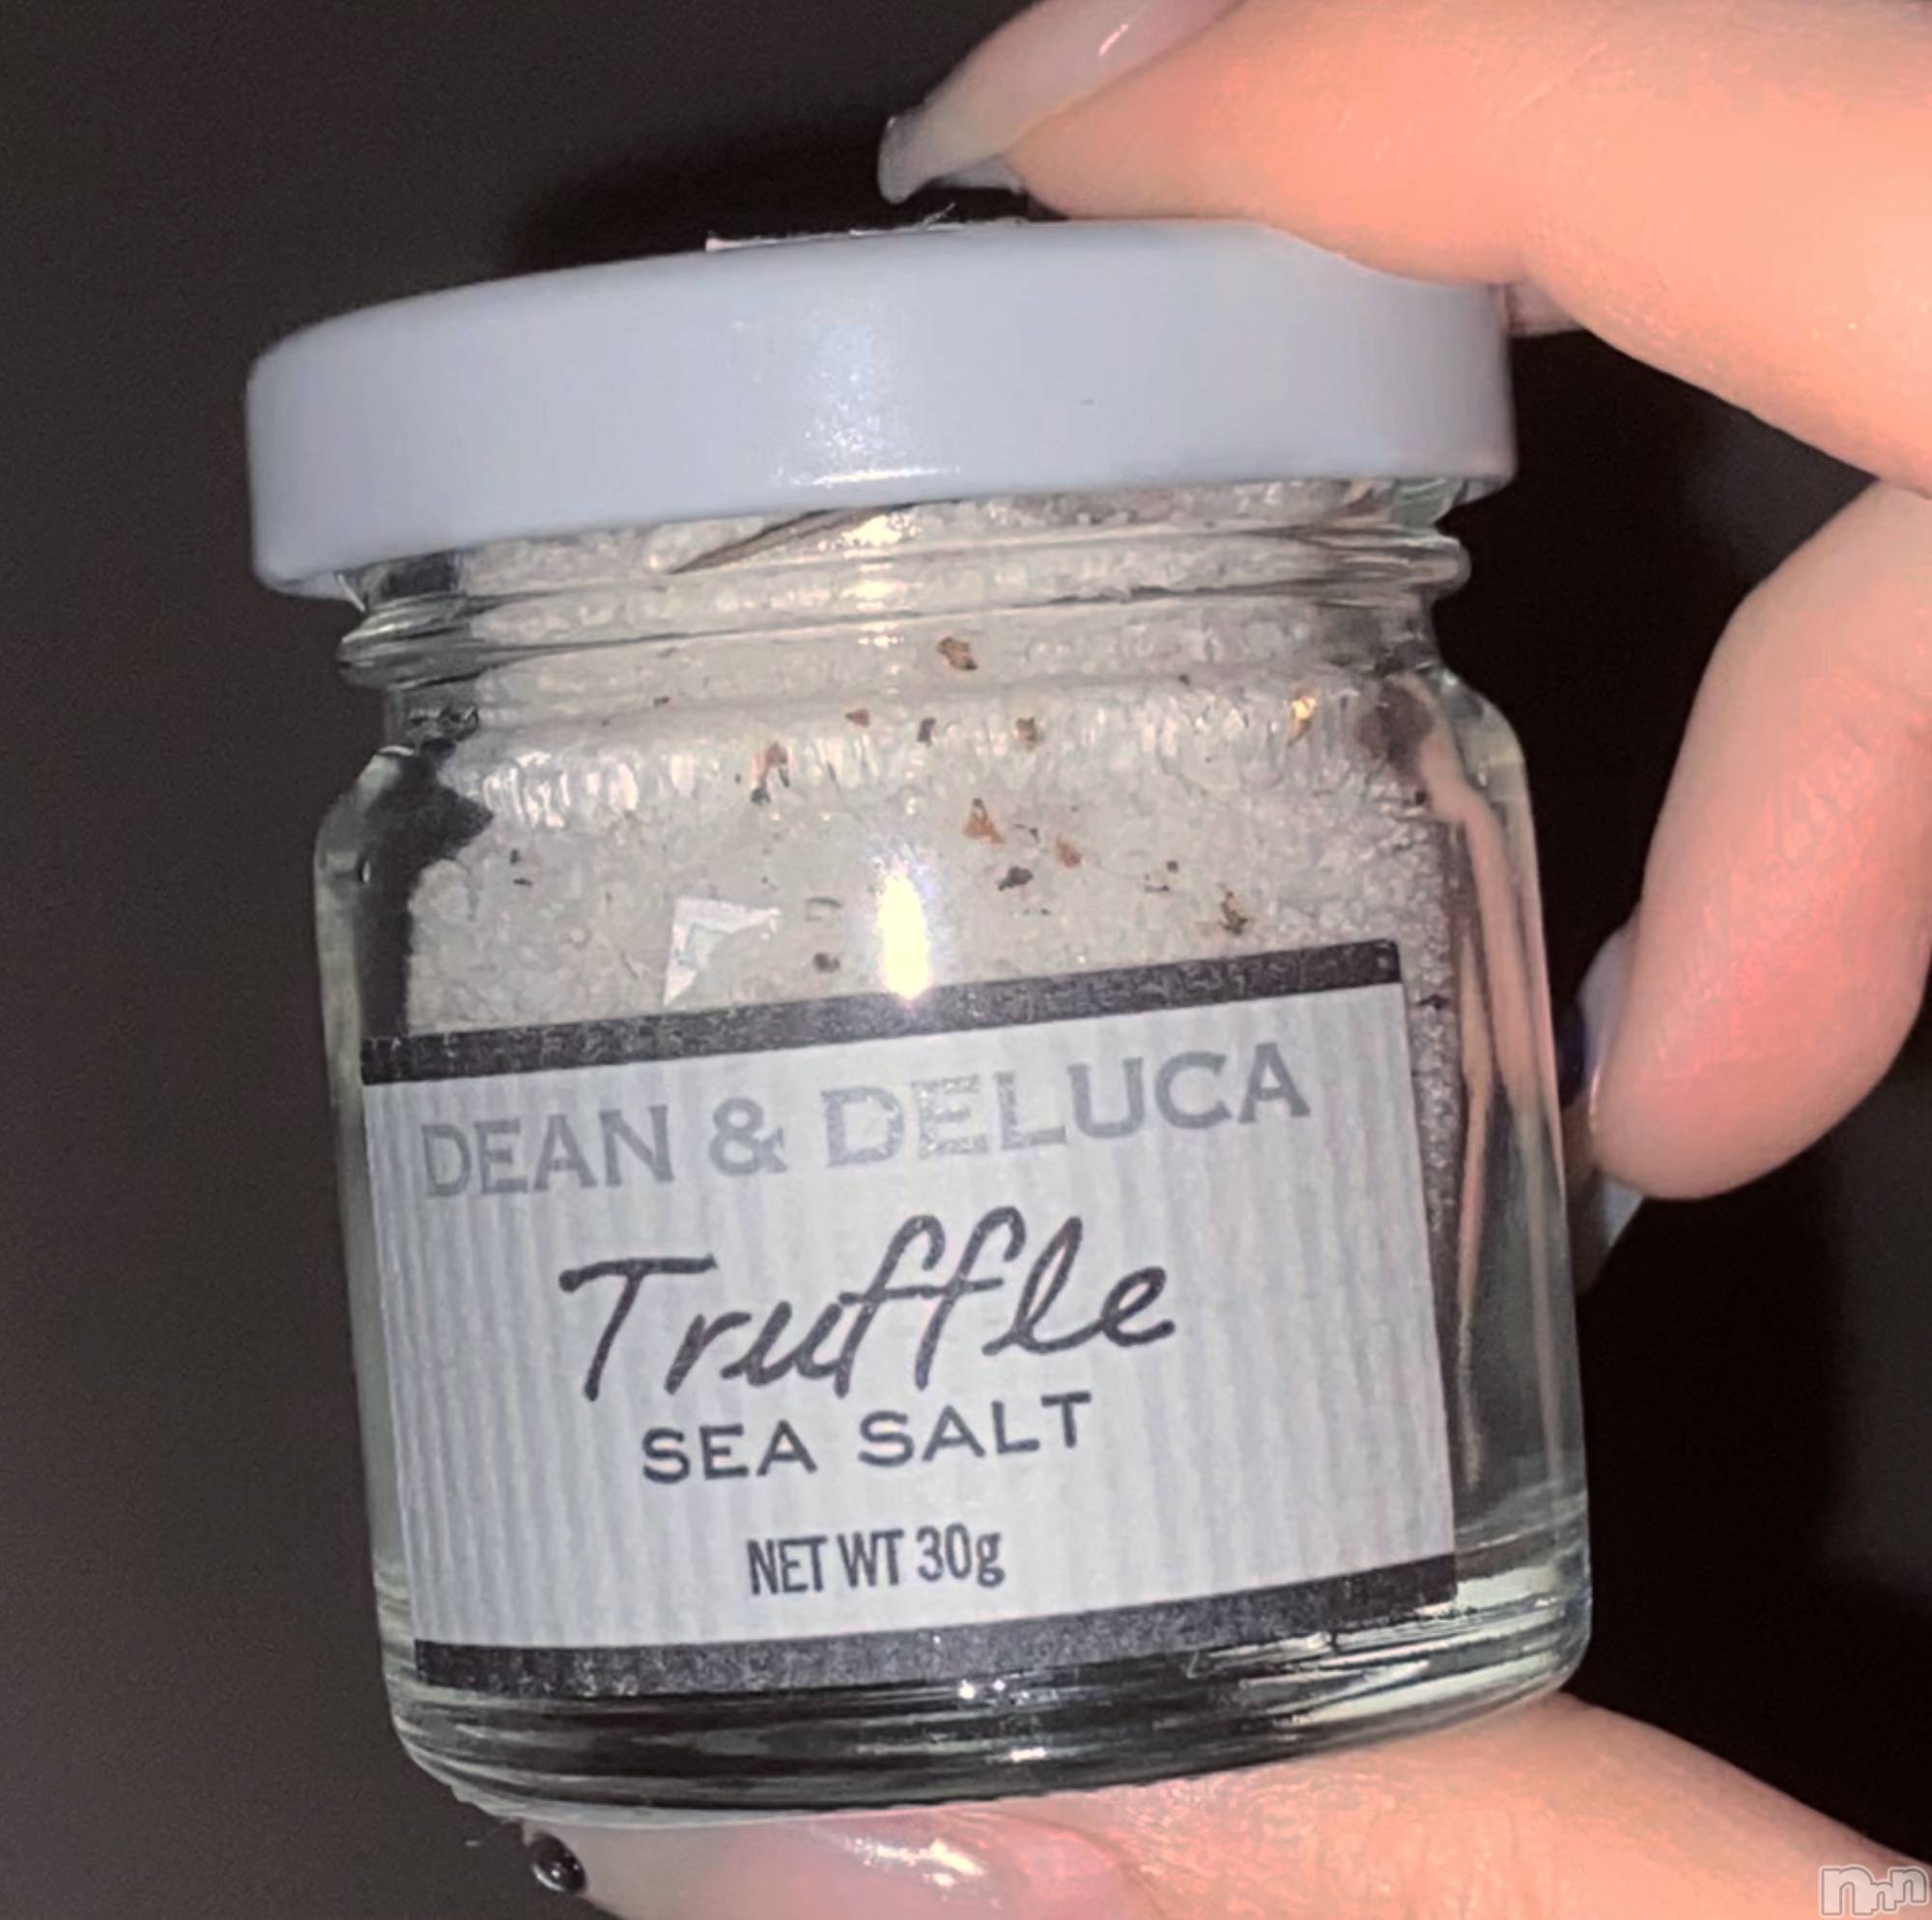 DEAN & DELUCA
Truffle
SEA SALT
NET WT 30g